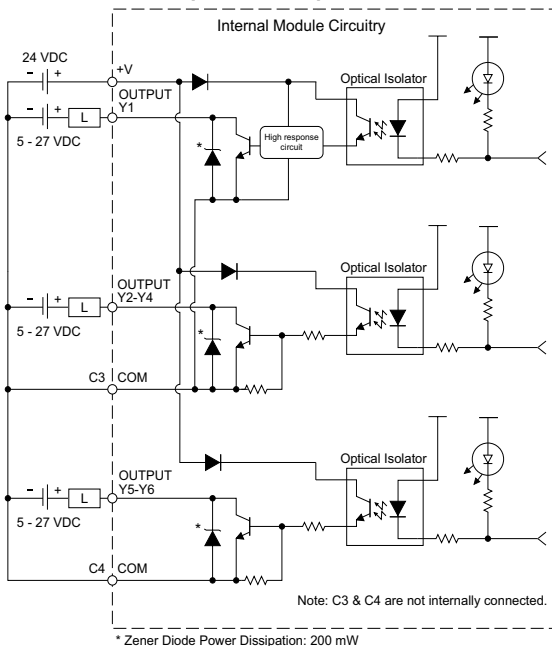 Internal Module Circuitry
24 VDC
- +
+V
OUTPUT
Y1
- +
L
5 - 27 VDC
*
High response
circuit
Optical Isolator
OUTPUT
Y2-Y4
- +
L
5 - 27 VDC
*
Optical Isolator
C3
COM
OUTPUT
Y5-Y6
- +
L
5 - 27 VDC
*
Optical Isolator
C4
COM
Note: C3 & C4 are not internally connected.
* Zener Diode Power Dissipation: 200 mW